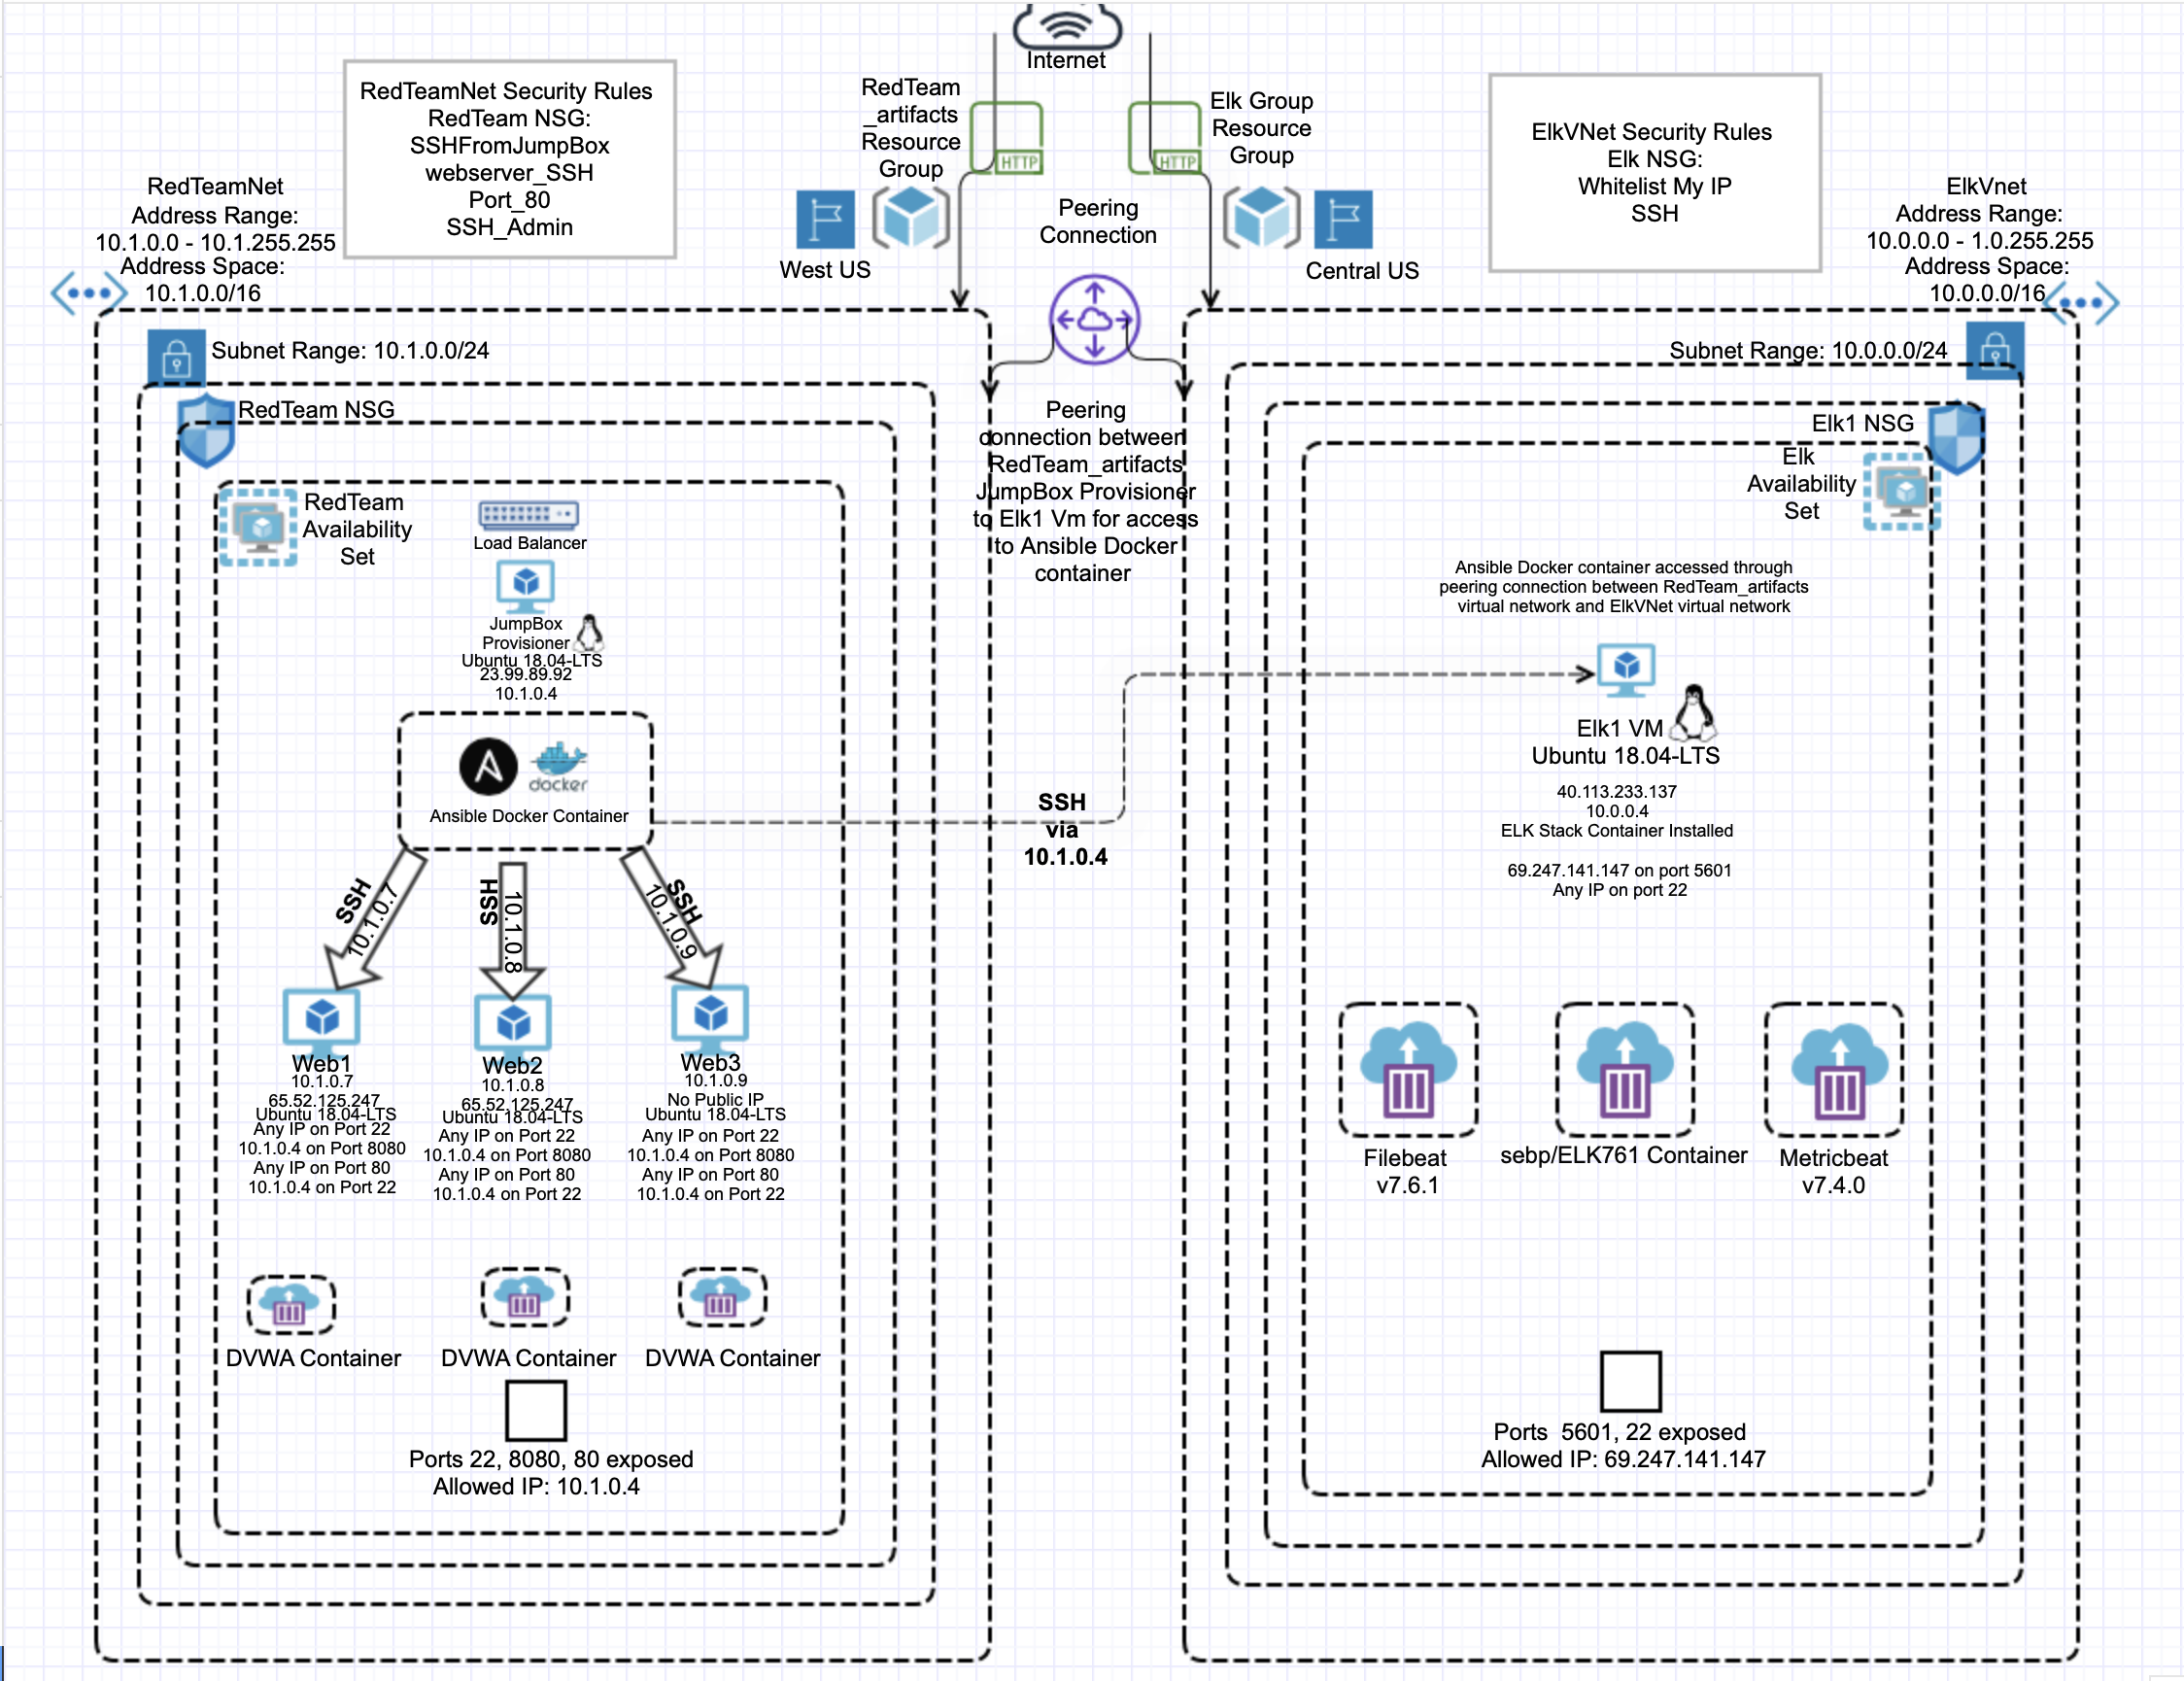 Internet
RedTeamNet Security Rules
RedTeam NSG:
SSHFromJumpBox
webserver_SSH
Port_80
SSH_Admin
RedTeam
_artifacts
Resource
Group
HTTP
HTTP
Elk Group
Resource
Group
ElkVNet Security Rules
Elk NSG:
Whitelist My IP
SSH
RedTeamNet
Address Range:
10.1.0.0 - 10.1.255.255
Address Space:
10.1.0.0/16
West US
Peering
Connection
Central US
ElkVnet
Address Range:
10.0.0.0 - 1.0.255.255
Address Space:
10.0.0.0/16
Subnet Range: 10.1.0.0/24
RedTeam NSG
RedTeam
Availability
Set
Load Balancer
JumpBox
Provisioner
Ubuntu 18.04-LTS
23.99.89.92
10.1.0.4
docker
Ansible Docker Container
SSH
10.1.0.7
SSH
10.1.0.8
SSH
10.1.0.9
Web1
10.1.0.7
65.52.125.247
Ubuntu 18.04-LTS
Any IP on Port 22
10.1.0.4 on Port 8080
Any IP on Port 80
10.1.0.4 on Port 22
Web2
10.1.0.8
65.52.125.247
Ubuntu 18.04-LTS
Any IP on Port 22
10.1.0.4 on Port 8080
Any IP on Port 80
10.1.0.4 on Port 22
Web3
10.1.0.9
No Public IP
Ubuntu 18.04-LTS
Any IP on Port 22
10.1.0.4 on Port 8080
Any IP on Port 80
10.1.0.4 on Port 22
DVWA Container
DVWA Container
DVWA Container
Ports 22, 8080, 80 exposed
Allowed IP: 10.1.0.4
Peering
connection between
RedTeam_artifacts
JumpBox Provisioner
to Elk1 Vm for access
to Ansible Docker
container
SSH
via
10.1.0.4
Subnet Range: 10.0.0.0/24
Elk1 NSG
Elk
Availability
Set
Ansible Docker container accessed through
peering connection between RedTeam_artifacts
virtual network and ElkVNet virtual network
Elk1 VM
Ubuntu 18.04-LTS
40.113.233.137
10.0.0.4
ELK Stack Container Installed
69.247.141.147 on port 5601
Any IP on port 22
Filebeat
v7.6.1
sebp/ELK761 Container
Metricbeat
v7.4.0
Ports  5601, 22 exposed
Allowed IP: 69.247.141.147